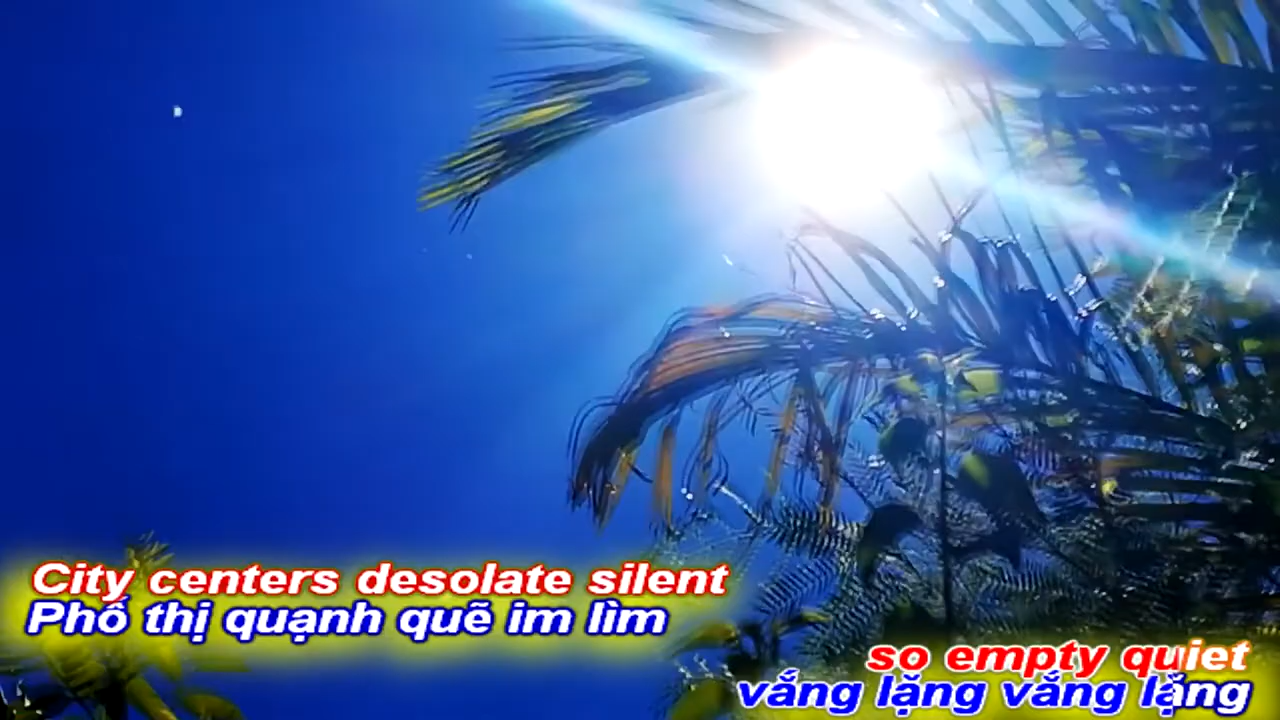 City centers desolate silent
Phố thị quạnh quẽ im lìm
so empty quiet
vắng lặng vắng lặng